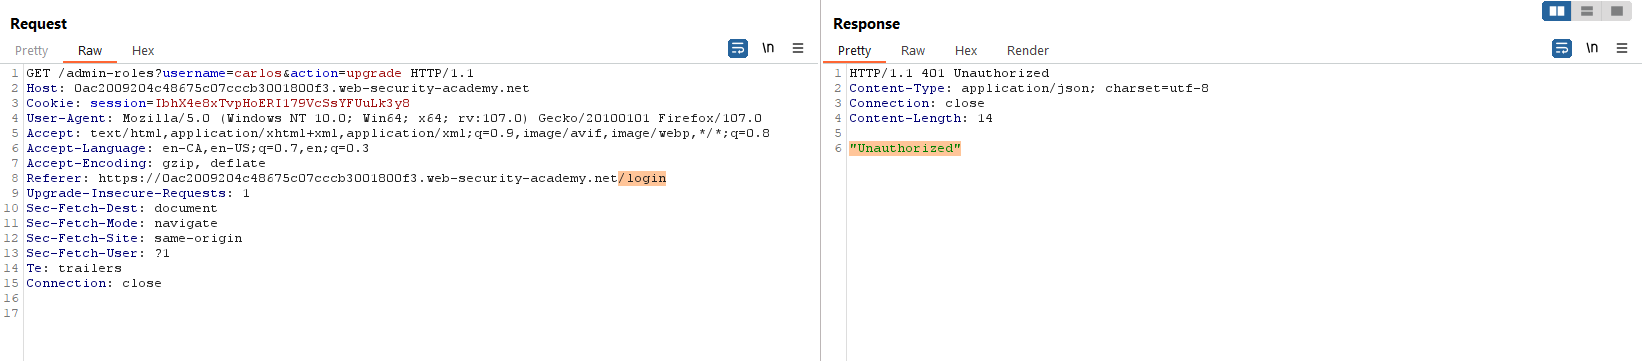 Request
Pretty Raw Hex \n
1 GET /admin-roles?username=carlos&action=upgrade HTTP/1.1
2 Host: 0ac2009204c48675c07cccb3001800f3.web-security-academy.net
3 Cookie: session=IbhX4e8xTvpHoERI179VcSsYFUuLk3y8
4 User-Agent: Mozilla/5.0 (Windows NT 10.0; Win64; x64; rv:107.0) Gecko/20100101 Firefox/107.0
5 Accept: text/html,application/xhtml+xml,application/xml;q=0.9,image/avif,image/webp,*/*;q=0.8
6 Accept-Language: en-CA,en-US;q=0.7,en;q=0.3
7 Accept-Encoding: gzip, deflate
8 Referer: https://0ac2009204c48675c07cccb3001800f3.web-security-academy.net/login
9 Upgrade-Insecure-Requests: 1
10 Sec-Fetch-Dest: document
11 Sec-Fetch-Mode: navigate
12 Sec-Fetch-Site: same-origin
13 Sec-Fetch-User: ?1
14 Te: trailers
15 Connection: close
16
17
Response
Pretty Raw Hex Render \n
1 HTTP/1.1 401 Unauthorized
2 Content-Type: application/json; charset=utf-8
3 Connection: close
4 Content-Length: 14
5
6 "Unauthorized"